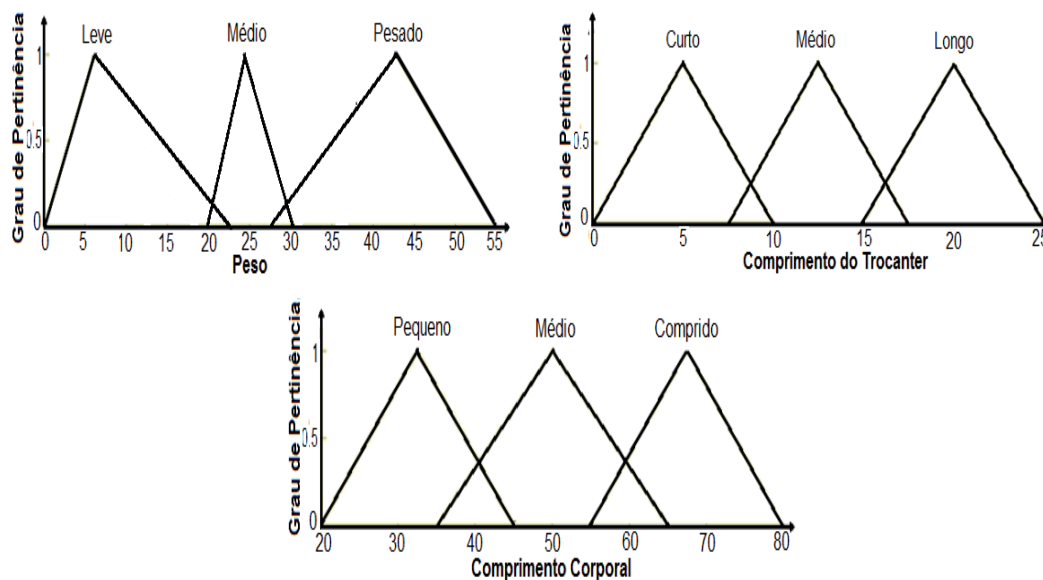 Leve Médio Pesado
Grau de Pertinência
1
0.5
0
0 5 10 15 20 25 30 35 40 45 50 55
Peso
Curto Médio Longo
Grau de Pertinência
1
0.5
0
0 5 10 15 20 25
Comprimento do Trocanter
Pequeno Médio Comprido
Grau de Pertinência
1
0.5
0
20 30 40 50 60 70 80
Comprimento Corporal